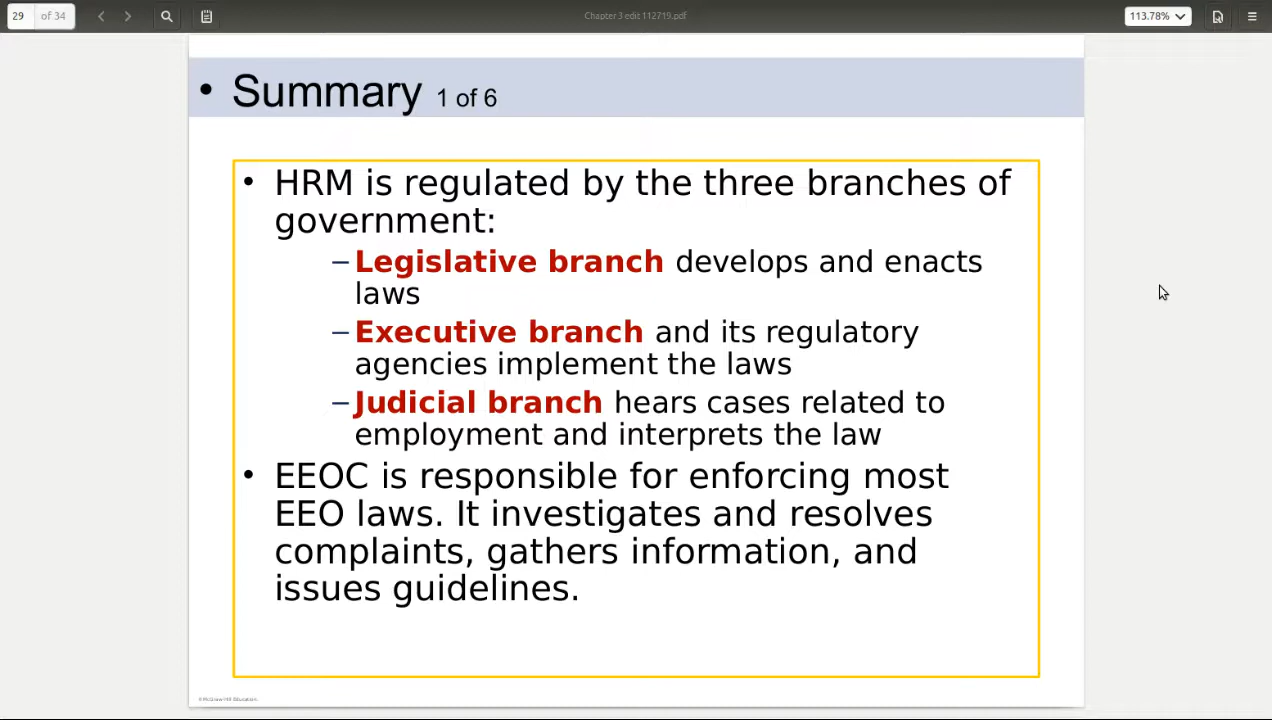 29 of 34
Chapter 3 edit 112719.pdf
113.78%
• Summary 1 of 6
• HRM is regulated by the three branches of
government:
–Legislative branch develops and enacts
laws
–Executive branch and its regulatory
agencies implement the laws
–Judicial branch hears cases related to
employment and interprets the law
• EEOC is responsible for enforcing most
EEO laws. It investigates and resolves
complaints, gathers information, and
issues guidelines.
© McGraw-Hill Education.